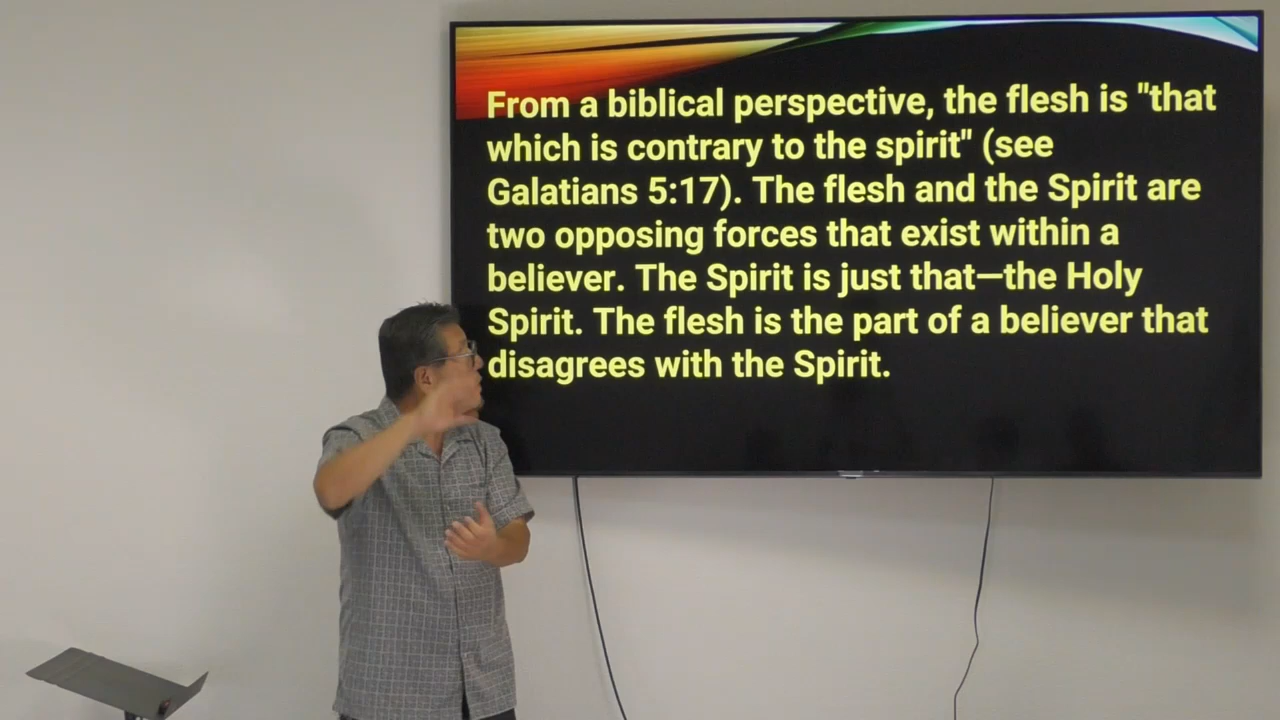 From a biblical perspective, the flesh is "that
which is contrary to the spirit" (see
Galatians 5:17). The flesh and the Spirit are
two opposing forces that exist within a
believer. The Spirit is just that—the Holy
Spirit. The flesh is the part of a believer that
disagrees with the Spirit.